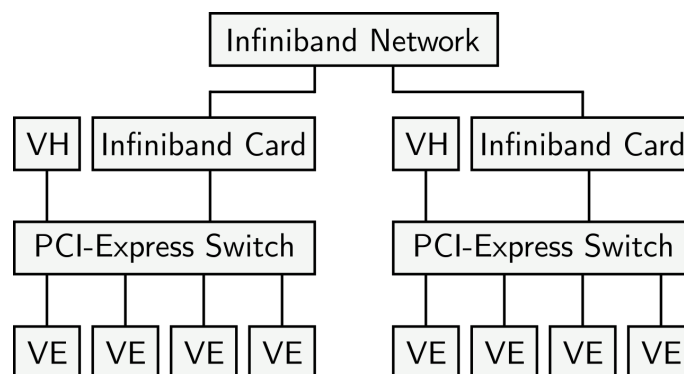 Infiniband Network
VH Infiniband Card VH Infiniband Card
PCI-Express Switch PCI-Express Switch
VE VE VE VE VE VE VE VE